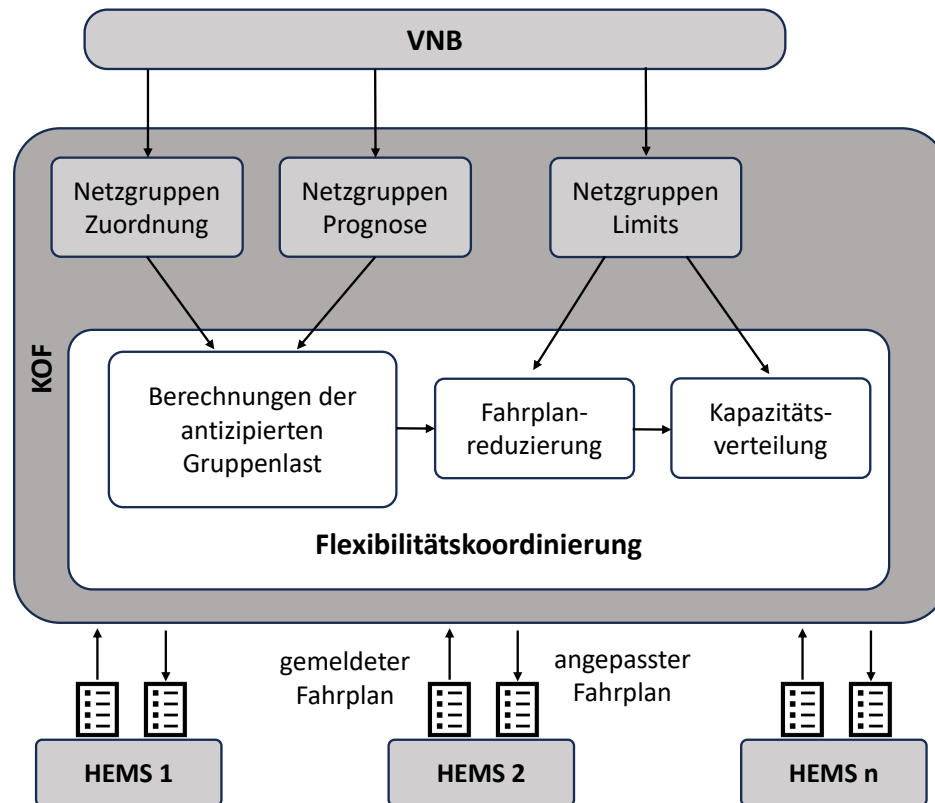 VNB
Netzgruppen
Zuordnung
Netzgruppen
Prognose
Netzgruppen
Limits
KOF
Berechnungen der
antizipierten
Gruppenlast
Fahrplan-
reduzierung
Kapazitäts-
verteilung
Flexibilitätskoordinierung
gemeldeter
Fahrplan
angepasster
Fahrplan
HEMS 1
HEMS 2
HEMS n